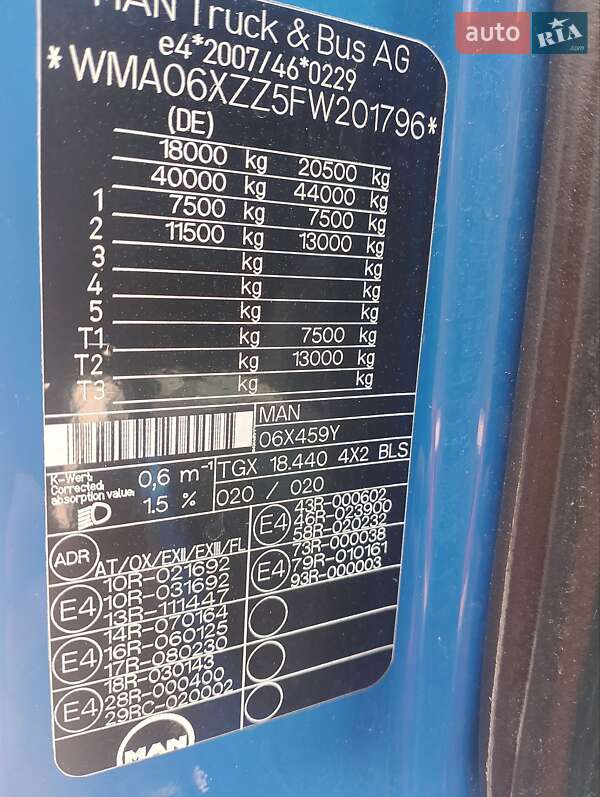 MAN Truck & Bus AG
e4*2007/46*0229
*WMA06XZZ5FW201796*
(DE)
18000 kg 20500 kg
40000 kg 44000 kg
1 7500 kg 7500 kg
2 11500 kg 13000 kg
3 kg kg
4 kg kg
5 kg kg
T1 kg 7500 kg
T2 kg 13000 kg
T3 kg kg
MAN
06X459Y
K-Wert:
Corrected
absorption value:
0,6 m⁻¹
1.5 %
TGX 18.440 4X2 BLS
020 / 020
ADR AT/OX/EXII/EXIII/FL
10R-021692
E4 10R-031692
13R-111447
14R-070164
E4 16R-060125
17R-080230
18R-030143
E4 28R-000400
29RC-020002
43R-000602
E4 46R-023900
58R-020232
73R-000038
E4 79R-010161
93R-000003
MAN
auto RIA
.com